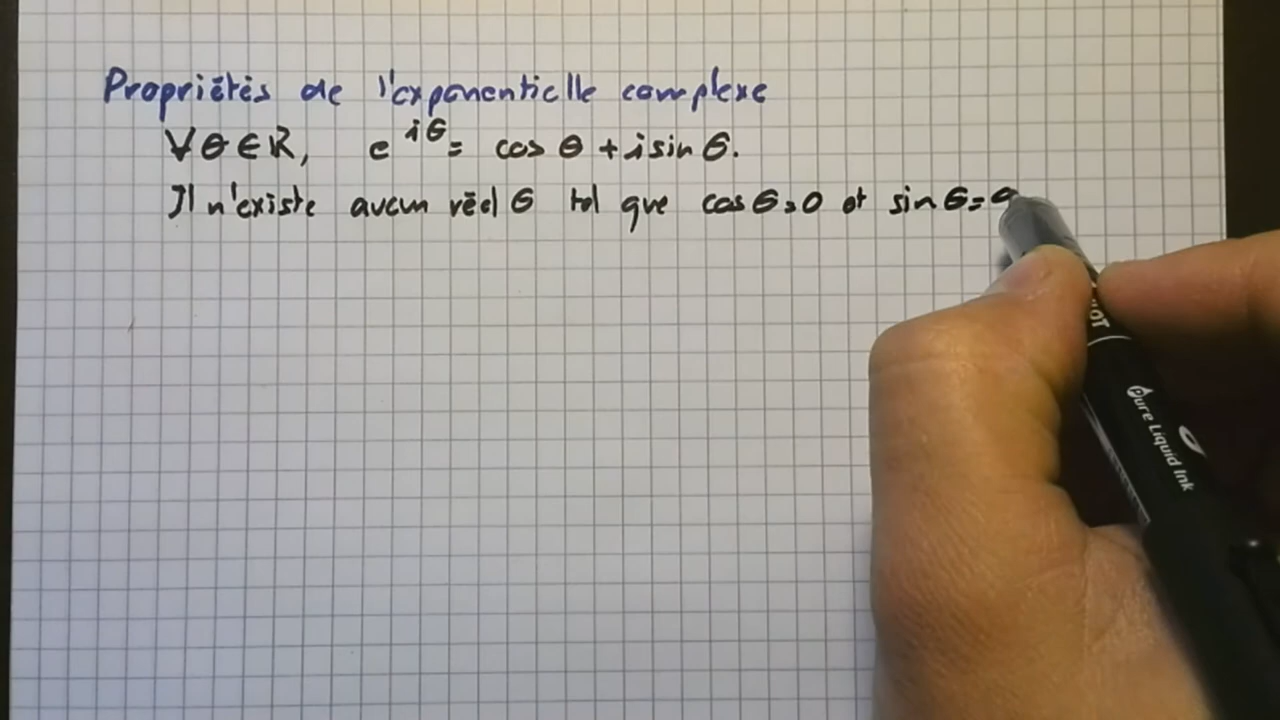 Propriétés de l'exponentielle complexe
∀θ∈ℝ, e^{iθ} = cos θ + i sin θ.
Il n'existe aucun réel θ tel que cos θ = 0 et sin θ =
Pure Liquid Ink